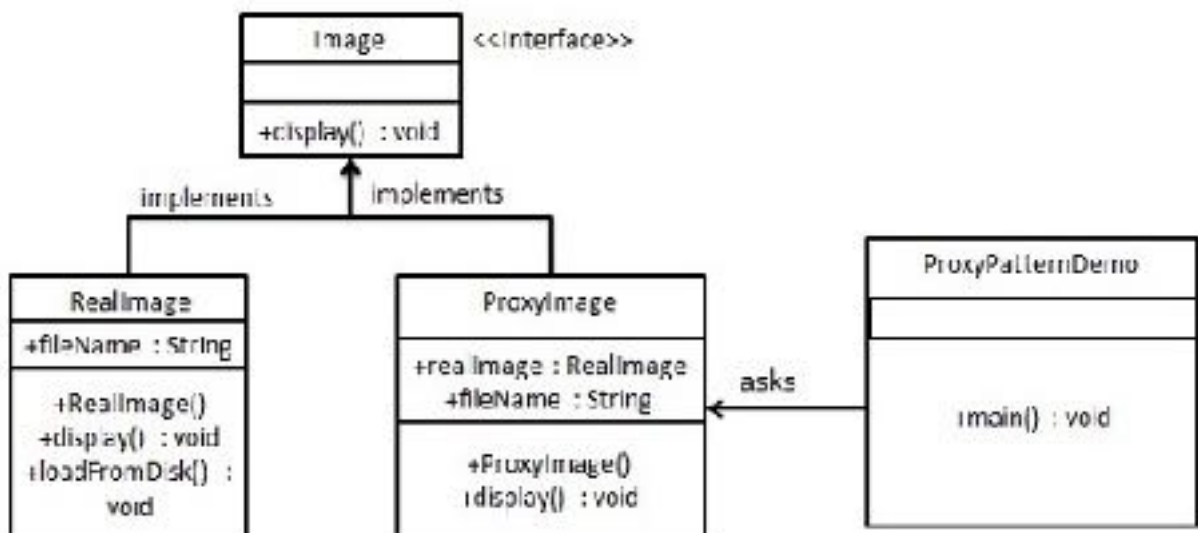 Image
<<Interface>>
+display() : void
implements
implements
RealImage
+fileName : String
+RealImage()
+display() : void
+loadFromDisk() :
void
ProxyImage
+realImage : RealImage
+fileName : String
+ProxyImage()
+display() : void
asks
ProxyPatternDemo
+main() : void